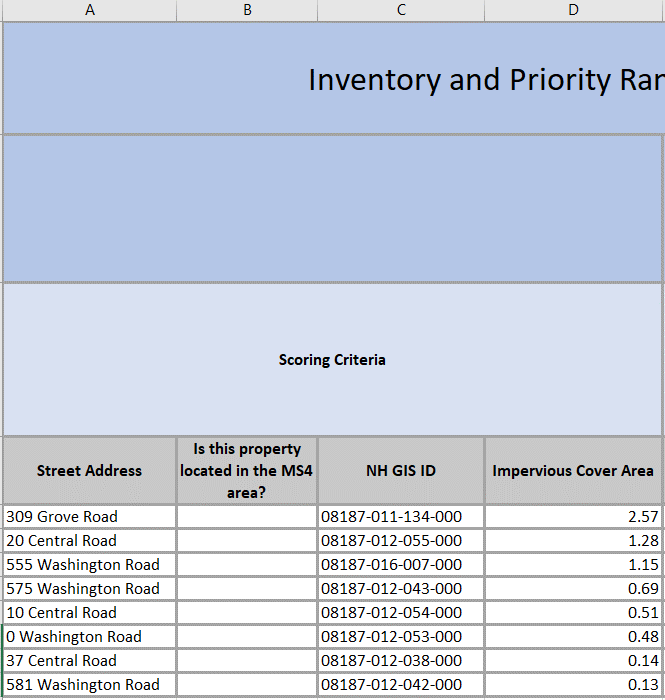 A B C D
Inventory and Priority Ran
Scoring Criteria
Street Address
Is this property
located in the MS4
area?
NH GIS ID
Impervious Cover Area
309 Grove Road 08187-011-134-000 2.57
20 Central Road 08187-012-055-000 1.28
555 Washington Road 08187-016-007-000 1.15
575 Washington Road 08187-012-043-000 0.69
10 Central Road 08187-012-054-000 0.51
0 Washington Road 08187-012-053-000 0.48
37 Central Road 08187-012-038-000 0.14
581 Washington Road 08187-012-042-000 0.13